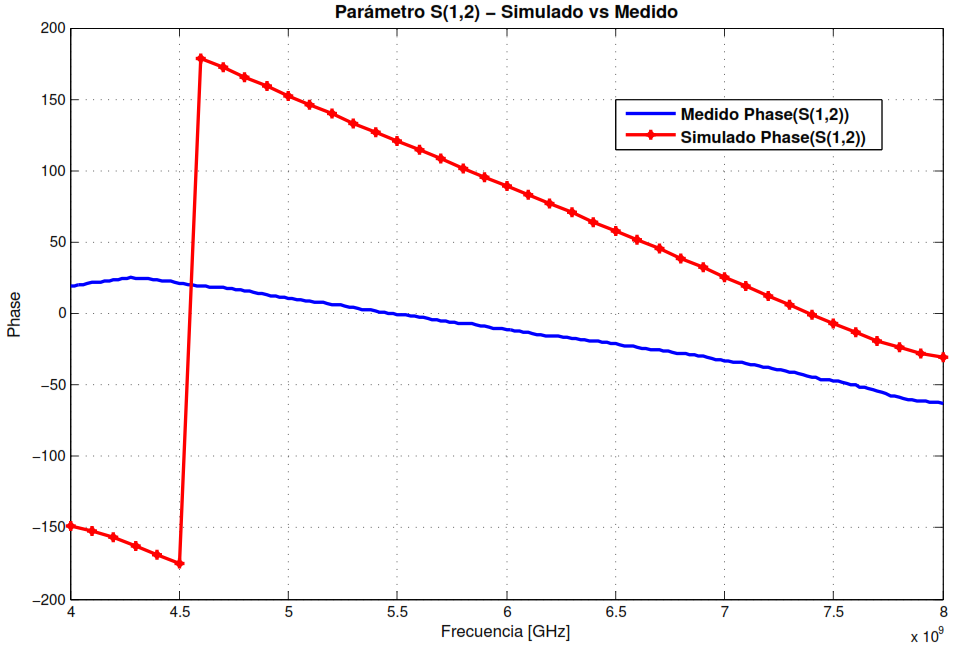 Parámetro S(1,2) − Simulado vs Medido
200
150
100
50
0
−50
−100
−150
−200
Phase
Medido Phase(S(1,2))
Simulado Phase(S(1,2))
4 4.5 5 5.5 6 6.5 7 7.5 8
Frecuencia [GHz]
x 10⁹